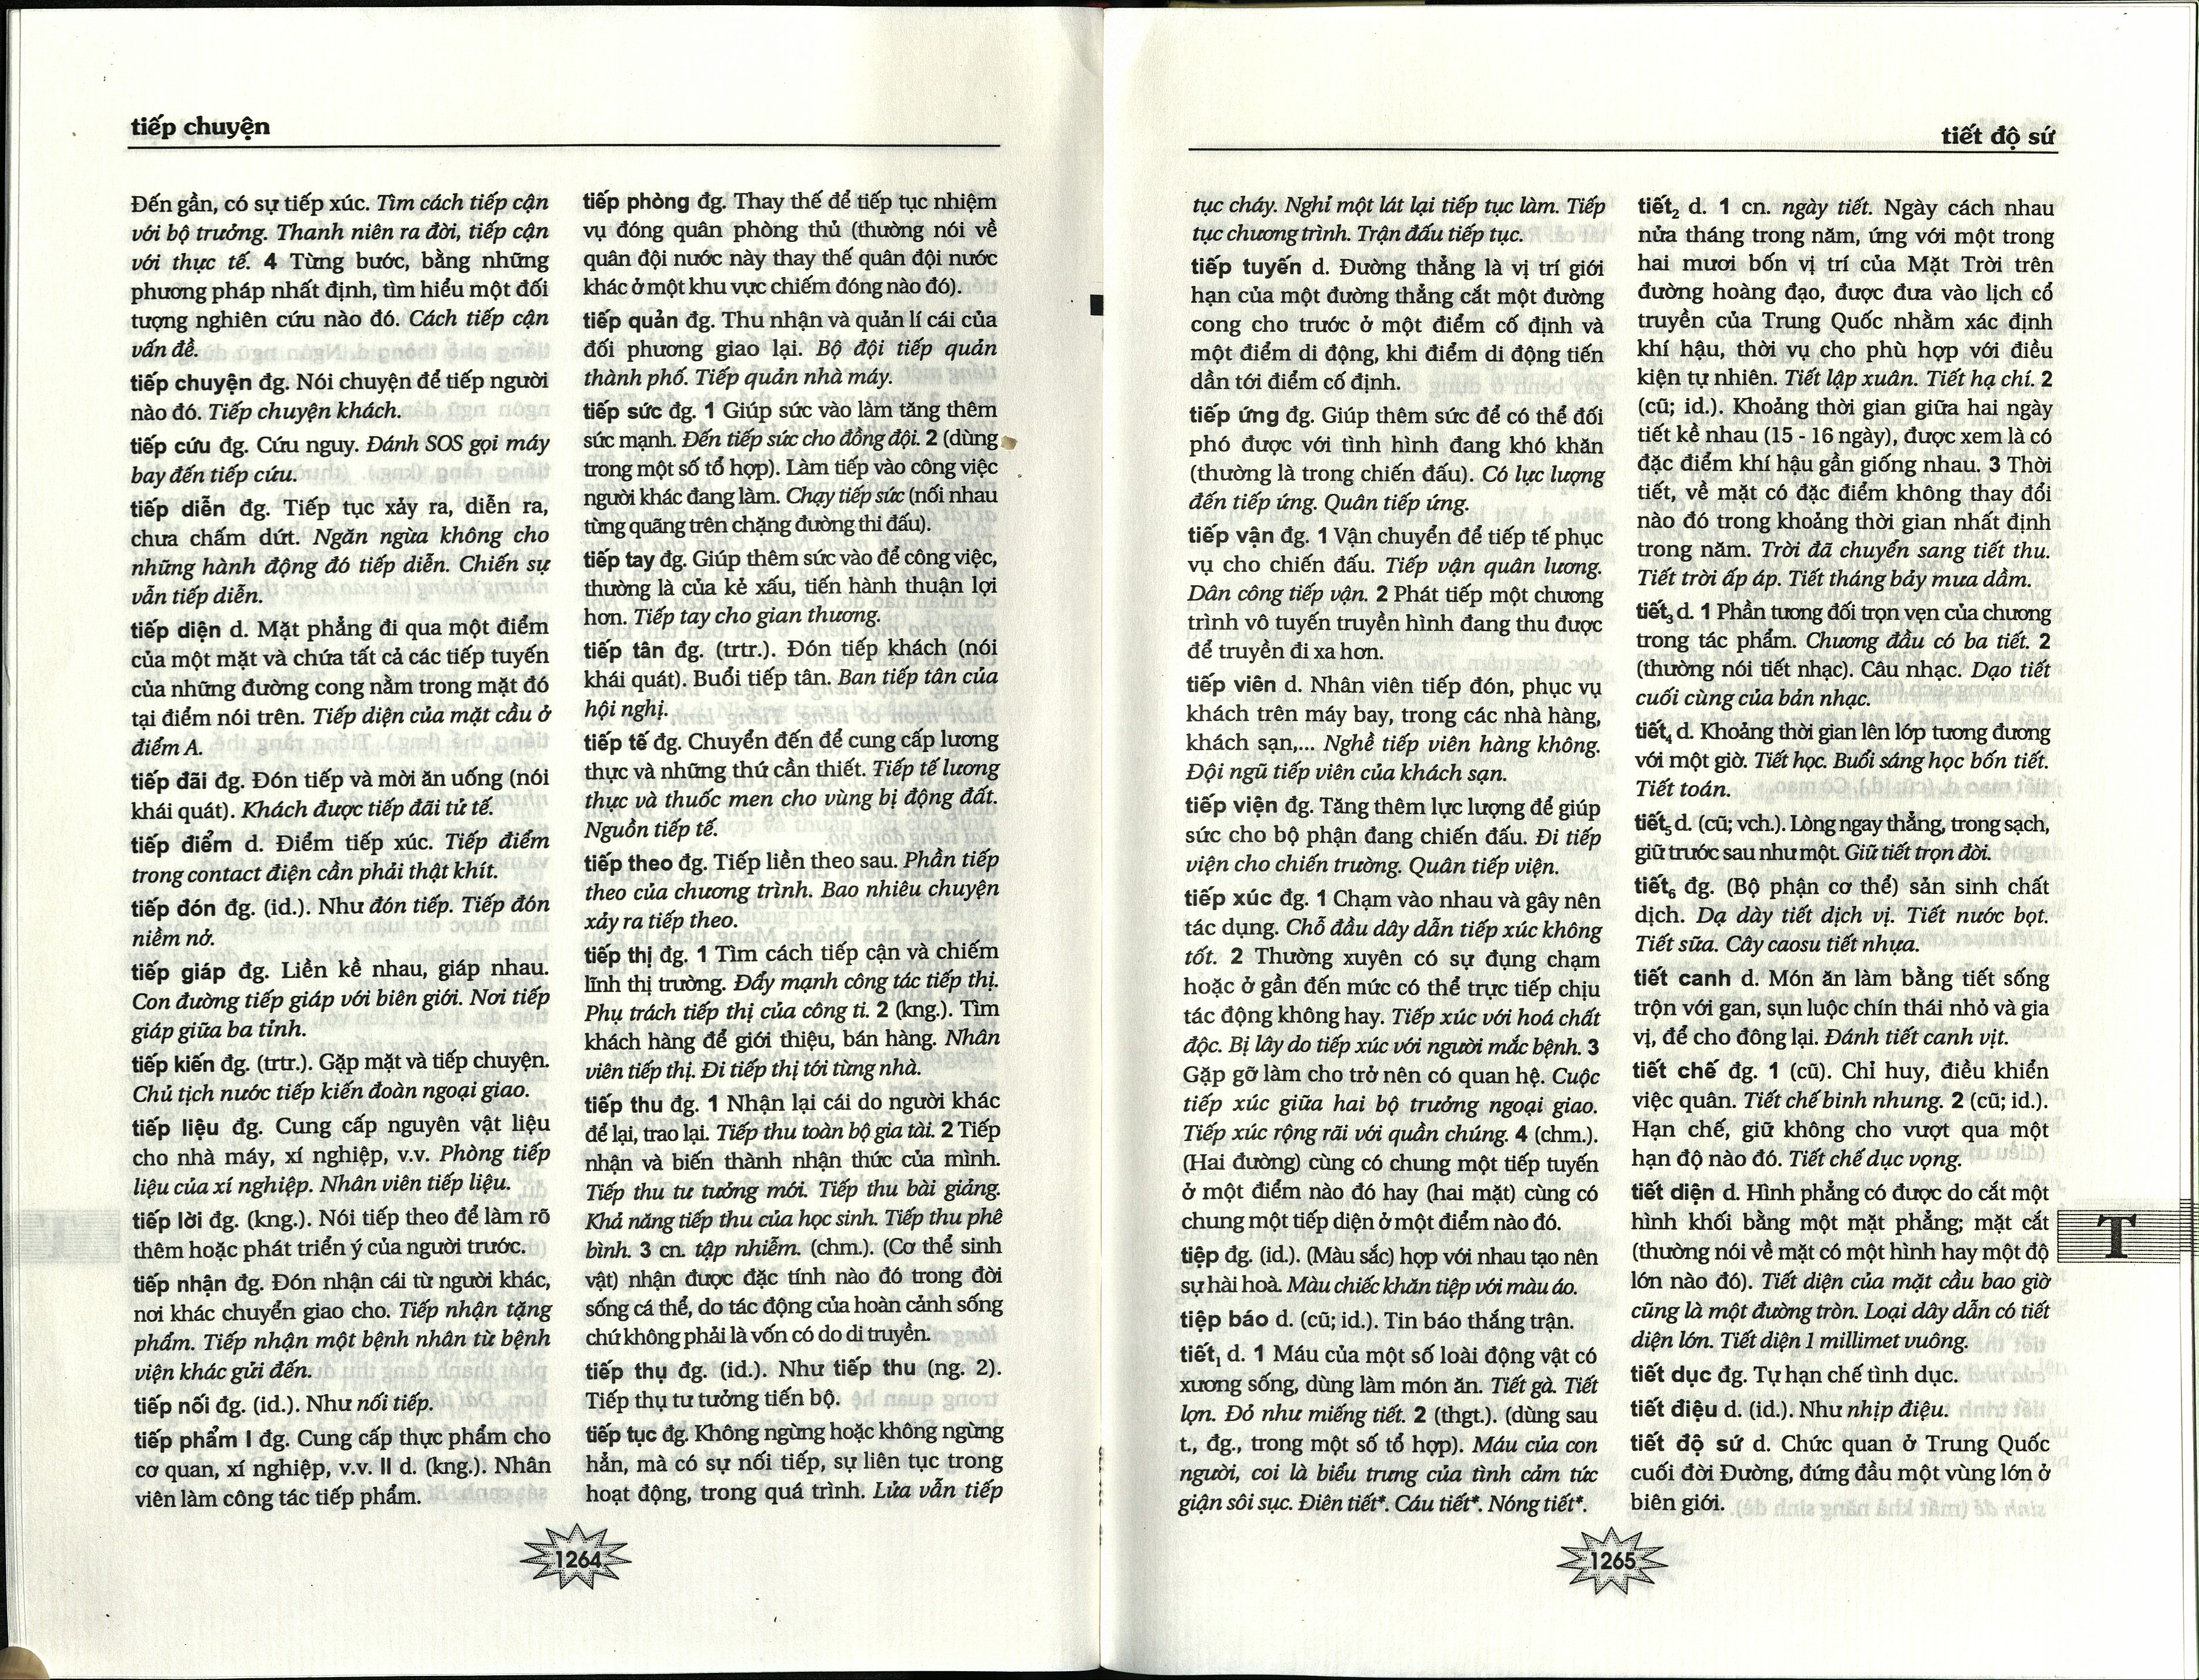 tiếp chuyện
Đến gần, có sự tiếp xúc. Tìm cách tiếp cận
với bộ trưởng. Thanh niên ra đời, tiếp cận
với thực tế. 4 Từng bước, bằng những
phương pháp nhất định, tìm hiểu một đối
tượng nghiên cứu nào đó. Cách tiếp cận
vấn đề.
tiếp chuyện đg. Nói chuyện để tiếp người
nào đó. Tiếp chuyện khách.
tiếp cứu đg. Cứu nguy. Đánh SOS gọi máy
bay đến tiếp cứu.
tiếp diễn đg. Tiếp tục xảy ra, diễn ra,
chưa chấm dứt. Ngăn ngừa không cho
những hành động đó tiếp diễn. Chiến sự
vẫn tiếp diễn.
tiếp diện d. Mặt phẳng đi qua một điểm
của một mặt và chứa tất cả các tiếp tuyến
của những đường cong nằm trong mặt đó
tại điểm nói trên. Tiếp diện của mặt cầu ở
điểm A.
tiếp đãi đg. Đón tiếp và mời ăn uống (nói
khái quát). Khách được tiếp đãi tử tế.
tiếp điểm d. Điểm tiếp xúc. Tiếp điểm
trong contact điện cần phải thật khít.
tiếp đón đg. (id.). Như đón tiếp. Tiếp đón
niềm nở.
tiếp giáp đg. Liền kề nhau, giáp nhau.
Con đường tiếp giáp với biên giới. Nơi tiếp
giáp giữa ba tỉnh.
tiếp kiến đg. (trtr.). Gặp mặt và tiếp chuyện.
Chủ tịch nước tiếp kiến đoàn ngoại giao.
tiếp liệu đg. Cung cấp nguyên vật liệu
cho nhà máy, xí nghiệp, v.v. Phòng tiếp
liệu của xí nghiệp. Nhân viên tiếp liệu.
tiếp lời đg. (kng.). Nói tiếp theo để làm rõ
thêm hoặc phát triển ý của người trước.
tiếp nhận đg. Đón nhận cái từ người khác,
nơi khác chuyển giao cho. Tiếp nhận tặng
phẩm. Tiếp nhận một bệnh nhân từ bệnh
viện khác gửi đến.
tiếp nối đg. (id.). Như nối tiếp.
tiếp phẩm I đg. Cung cấp thực phẩm cho
cơ quan, xí nghiệp, v.v. II d. (kng.). Nhân
viên làm công tác tiếp phẩm.
tiếp phòng đg. Thay thế để tiếp tục nhiệm
vụ đóng quân phòng thủ (thường nói về
quân đội nước này thay thế quân đội nước
khác ở một khu vực chiếm đóng nào đó).
tiếp quản đg. Thu nhận và quản lí cái của
đối phương giao lại. Bộ đội tiếp quản
thành phố. Tiếp quản nhà máy.
tiếp sức đg. 1 Giúp sức vào làm tăng thêm
sức mạnh. Đến tiếp sức cho đồng đội. 2 (dùng
trong một số tổ hợp). Làm tiếp vào công việc
người khác đang làm. Chạy tiếp sức (nối nhau
từng quãng trên chặng đường thi đấu).
tiếp tay đg. Giúp thêm sức vào để công việc,
thường là của kẻ xấu, tiến hành thuận lợi
hơn. Tiếp tay cho gian thương.
tiếp tân đg. (trtr.). Đón tiếp khách (nói
khái quát). Buổi tiếp tân. Ban tiếp tân của
hội nghị.
tiếp tế đg. Chuyển đến để cung cấp lương
thực và những thứ cần thiết. Tiếp tế lương
thực và thuốc men cho vùng bị động đất.
Nguồn tiếp tế.
tiếp theo đg. Tiếp liền theo sau. Phần tiếp
theo của chương trình. Bao nhiêu chuyện
xảy ra tiếp theo.
tiếp thị đg. 1 Tìm cách tiếp cận và chiếm
lĩnh thị trường. Đẩy mạnh công tác tiếp thị.
Phụ trách tiếp thị của công ti. 2 (kng.). Tìm
khách hàng để giới thiệu, bán hàng. Nhân
viên tiếp thị. Đi tiếp thị tới từng nhà.
tiếp thu đg. 1 Nhận lại cái do người khác
để lại, trao lại. Tiếp thu toàn bộ gia tài. 2 Tiếp
nhận và biến thành nhận thức của mình.
Tiếp thu tư tưởng mới. Tiếp thu bài giảng.
Khả năng tiếp thu của học sinh. Tiếp thu phê
bình. 3 cn. tập nhiễm. (chm.). (Cơ thể sinh
vật) nhận được đặc tính nào đó trong đời
sống cá thể, do tác động của hoàn cảnh sống
chứ không phải là vốn có do di truyền.
tiếp thụ đg. (id.). Như tiếp thu (ng. 2).
Tiếp thụ tư tưởng tiến bộ.
tiếp tục đg. Không ngừng hoặc không ngừng
hẳn, mà có sự nối tiếp, sự liên tục trong
hoạt động, trong quá trình. Lửa vẫn tiếp
1264
tiết độ sứ
tục cháy. Nghỉ một lát lại tiếp tục làm. Tiếp
tục chương trình. Trận đấu tiếp tục.
tiếp tuyến d. Đường thẳng là vị trí giới
hạn của một đường thẳng cắt một đường
cong cho trước ở một điểm cố định và
một điểm di động, khi điểm di động tiến
dần tới điểm cố định.
tiếp ứng đg. Giúp thêm sức để có thể đối
phó được với tình hình đang khó khăn
(thường là trong chiến đấu). Có lực lượng
đến tiếp ứng. Quân tiếp ứng.
tiếp vận đg. 1 Vận chuyển để tiếp tế phục
vụ cho chiến đấu. Tiếp vận quân lương.
Dân công tiếp vận. 2 Phát tiếp một chương
trình vô tuyến truyền hình đang thu được
để truyền đi xa hơn.
tiếp viên d. Nhân viên tiếp đón, phục vụ
khách trên máy bay, trong các nhà hàng,
khách sạn,... Nghề tiếp viên hàng không.
Đội ngũ tiếp viên của khách sạn.
tiếp viện đg. Tăng thêm lực lượng để giúp
sức cho bộ phận đang chiến đấu. Đi tiếp
viện cho chiến trường. Quân tiếp viện.
tiếp xúc đg. 1 Chạm vào nhau và gây nên
tác dụng. Chỗ đầu dây dẫn tiếp xúc không
tốt. 2 Thường xuyên có sự đụng chạm
hoặc ở gần đến mức có thể trực tiếp chịu
tác động không hay. Tiếp xúc với hoá chất
độc. Bị lây do tiếp xúc với người mắc bệnh. 3
Gặp gỡ làm cho trở nên có quan hệ. Cuộc
tiếp xúc giữa hai bộ trưởng ngoại giao.
Tiếp xúc rộng rãi với quần chúng. 4 (chm.).
(Hai đường) cùng có chung một tiếp tuyến
ở một điểm nào đó hay (hai mặt) cùng có
chung một tiếp diện ở một điểm nào đó.
tiệp đg. (id.). (Màu sắc) hợp với nhau tạo nên
sự hài hoà. Màu chiếc khăn tiệp với màu áo.
tiệp báo d. (cũ; id.). Tin báo thắng trận.
tiết₁ d. 1 Máu của một số loài động vật có
xương sống, dùng làm món ăn. Tiết gà. Tiết
lợn. Đỏ như miếng tiết. 2 (thgt.). (dùng sau
t., đg., trong một số tổ hợp). Máu của con
người, coi là biểu trưng của tình cảm tức
giận sôi sục. Điên tiết*. Cáu tiết*. Nóng tiết*.
tiết₂ d. 1 cn. ngày tiết. Ngày cách nhau
nửa tháng trong năm, ứng với một trong
hai mươi bốn vị trí của Mặt Trời trên
đường hoàng đạo, được đưa vào lịch cổ
truyền của Trung Quốc nhằm xác định
khí hậu, thời vụ cho phù hợp với điều
kiện tự nhiên. Tiết lập xuân. Tiết hạ chí. 2
(cũ; id.). Khoảng thời gian giữa hai ngày
tiết kề nhau (15 - 16 ngày), được xem là có
đặc điểm khí hậu gần giống nhau. 3 Thời
tiết, về mặt có đặc điểm không thay đổi
nào đó trong khoảng thời gian nhất định
trong năm. Trời đã chuyển sang tiết thu.
Tiết trời ấp áp. Tiết tháng bảy mưa dầm.
tiết₃ d. 1 Phần tương đối trọn vẹn của chương
trong tác phẩm. Chương đầu có ba tiết. 2
(thường nói tiết nhạc). Câu nhạc. Dạo tiết
cuối cùng của bản nhạc.
tiết₄ d. Khoảng thời gian lên lớp tương đương
với một giờ. Tiết học. Buổi sáng học bốn tiết.
Tiết toán.
tiết₅ d. (cũ; vch.). Lòng ngay thẳng, trong sạch,
giữ trước sau như một. Giữ tiết trọn đời.
tiết₆ đg. (Bộ phận cơ thể) sản sinh chất
dịch. Dạ dày tiết dịch vị. Tiết nước bọt.
Tiết sữa. Cây caosu tiết nhựa.
tiết canh d. Món ăn làm bằng tiết sống
trộn với gan, sụn luộc chín thái nhỏ và gia
vị, để cho đông lại. Đánh tiết canh vịt.
tiết chế đg. 1 (cũ). Chỉ huy, điều khiển
việc quân. Tiết chế binh nhung. 2 (cũ; id.).
Hạn chế, giữ không cho vượt qua một
hạn độ nào đó. Tiết chế dục vọng.
tiết diện d. Hình phẳng có được do cắt một
hình khối bằng một mặt phẳng; mặt cắt
(thường nói về mặt có một hình hay một độ
lớn nào đó). Tiết diện của mặt cầu bao giờ
cũng là một đường tròn. Loại dây dẫn có tiết
diện lớn. Tiết diện 1 millimet vuông.
tiết dục đg. Tự hạn chế tình dục.
tiết điệu d. (id.). Như nhịp điệu.
tiết độ sứ d. Chức quan ở Trung Quốc
cuối đời Đường, đứng đầu một vùng lớn ở
biên giới.
T
1265